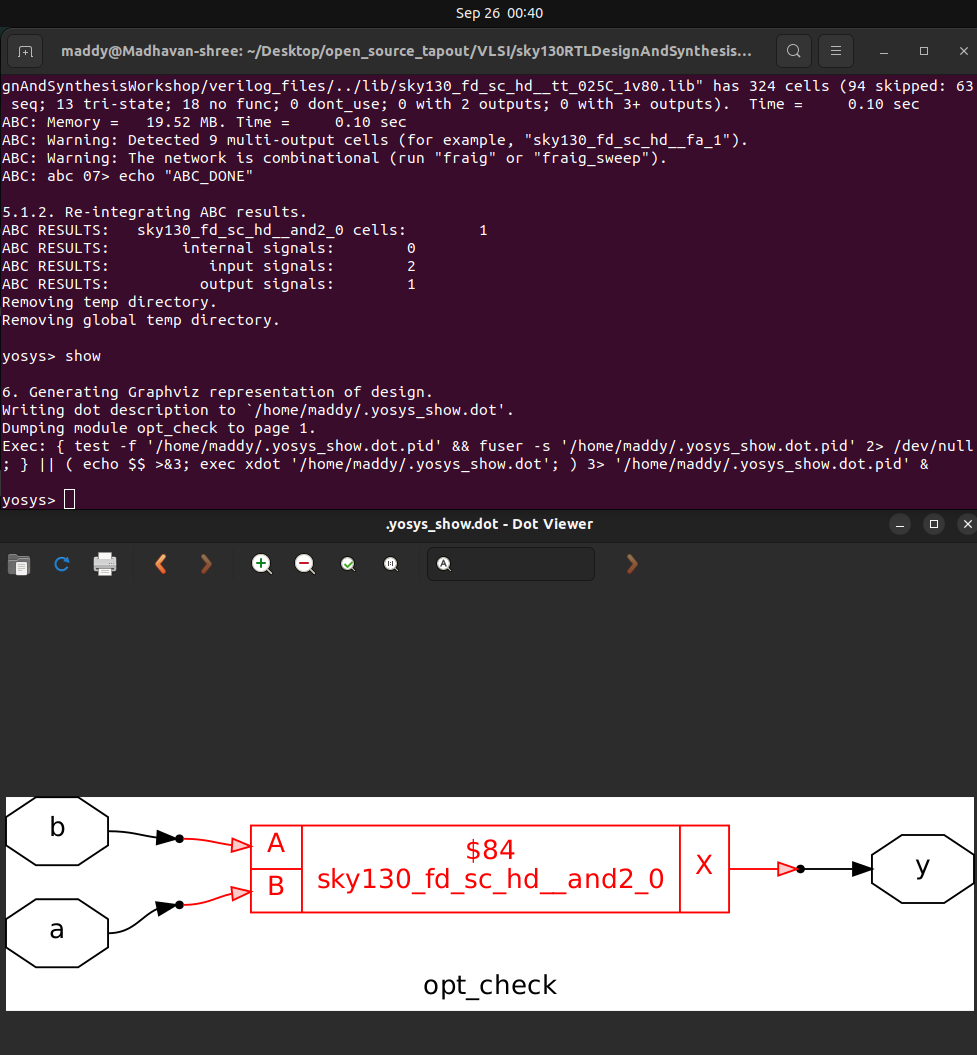 Sep 26 00:40
maddy@Madhavan-shree: ~/Desktop/open_source_tapout/VLSI/sky130RTLDesignAndSynthesis...
gnAndSynthesisWorkshop/verilog_files/../lib/sky130_fd_sc_hd__tt_025C_1v80.lib" has 324 cells (94 skipped: 63
 seq; 13 tri-state; 18 no func; 0 dont_use; 0 with 2 outputs; 0 with 3+ outputs).  Time =     0.10 sec
ABC: Memory =   19.52 MB. Time =     0.10 sec
ABC: Warning: Detected 9 multi-output cells (for example, "sky130_fd_sc_hd__fa_1").
ABC: Warning: The network is combinational (run "fraig" or "fraig_sweep").
ABC: abc 07> echo "ABC_DONE"
5.1.2. Re-integrating ABC results.
ABC RESULTS:   sky130_fd_sc_hd__and2_0 cells:        1
ABC RESULTS:        internal signals:        0
ABC RESULTS:           input signals:        2
ABC RESULTS:          output signals:        1
Removing temp directory.
Removing global temp directory.
yosys> show
6. Generating Graphviz representation of design.
Writing dot description to `/home/maddy/.yosys_show.dot'.
Dumping module opt_check to page 1.
Exec: { test -f '/home/maddy/.yosys_show.dot.pid' && fuser -s '/home/maddy/.yosys_show.dot.pid' 2> /dev/null
; } || ( echo $$ >&3; exec xdot '/home/maddy/.yosys_show.dot'; ) 3> '/home/maddy/.yosys_show.dot.pid' &
yosys>
.yosys_show.dot - Dot Viewer
b
A
$84
sky130_fd_sc_hd__and2_0
X
y
B
a
opt_check